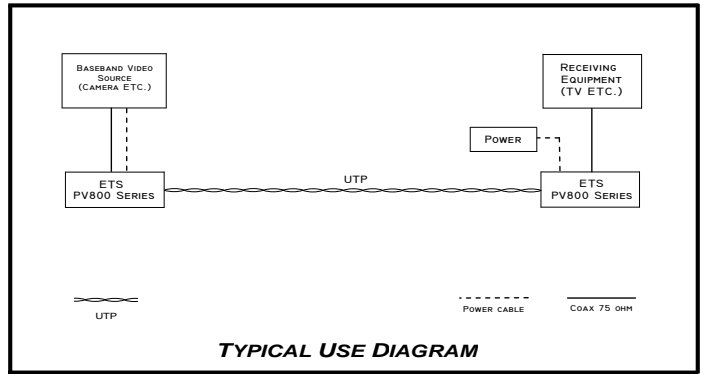 BASEBAND VIDEO
SOURCE
(CAMERA ETC.)
RECEIVING
EQUIPMENT
(TV ETC.)
POWER
ETS
PV800 SERIES
UTP
ETS
PV800 SERIES
UTP
POWER CABLE
COAX 75 OHM
TYPICAL USE DIAGRAM